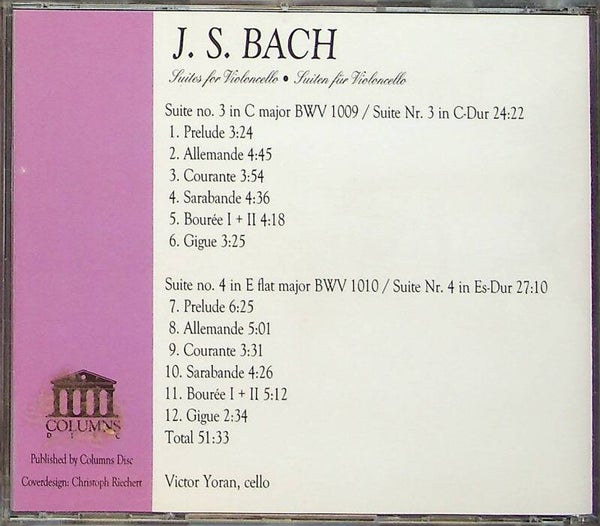 J. S. BACH
Suites for Violoncello • Suiten für Violoncello
Suite no. 3 in C major BWV 1009 / Suite Nr. 3 in C-Dur 24:22
1. Prelude 3:24
2. Allemande 4:45
3. Courante 3:54
4. Sarabande 4:36
5. Bourée I + II 4:18
6. Gigue 3:25
Suite no. 4 in E flat major BWV 1010 / Suite Nr. 4 in Es-Dur 27:10
7. Prelude 6:25
8. Allemande 5:01
9. Courante 3:31
10. Sarabande 4:26
11. Bourée I + II 5:12
12. Gigue 2:34
Total 51:33
Victor Yoran, cello
COLUMNS
DISC
Published by Columns Disc
Coverdesign: Christoph Riechert